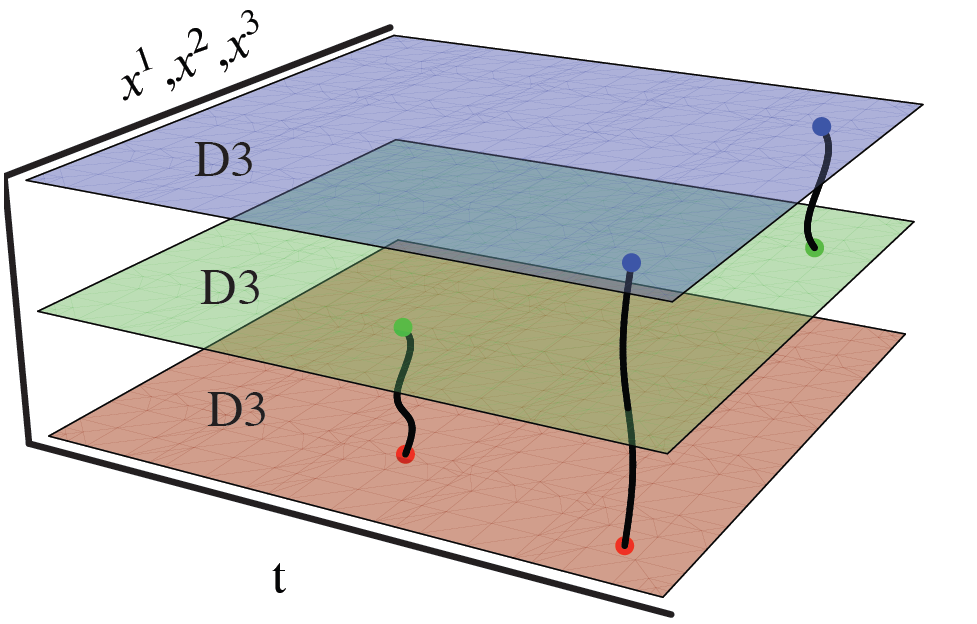 x¹ ,x² ,x³
D3
D3
D3
t